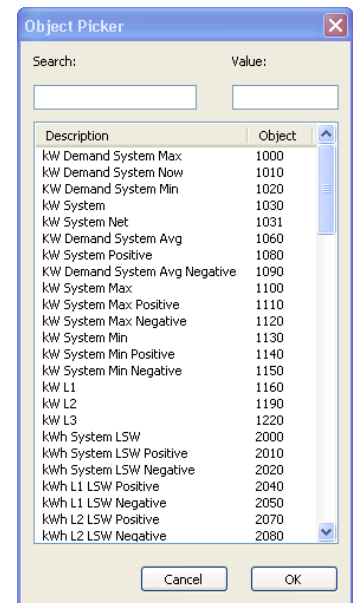 Object Picker
Search: Value:
Description Object
kW Demand System Max 1000
kW Demand System Now 1010
KW Demand System Min 1020
kW System 1030
kW System Net 1031
KW Demand System Avg 1060
kW System Positive 1080
KW Demand System Avg Negative 1090
kW System Max 1100
kW System Max Positive 1110
kW System Max Negative 1120
kW System Min 1130
kW System Min Positive 1140
kW System Min Negative 1150
kW L1 1160
kW L2 1190
kW L3 1220
kWh System LSW 2000
kWh System LSW Positive 2010
kWh System LSW Negative 2020
kWh L1 LSW Positive 2040
kWh L1 LSW Negative 2050
kWh L2 LSW Positive 2070
kWh L2 LSW Negative 2080
Cancel OK